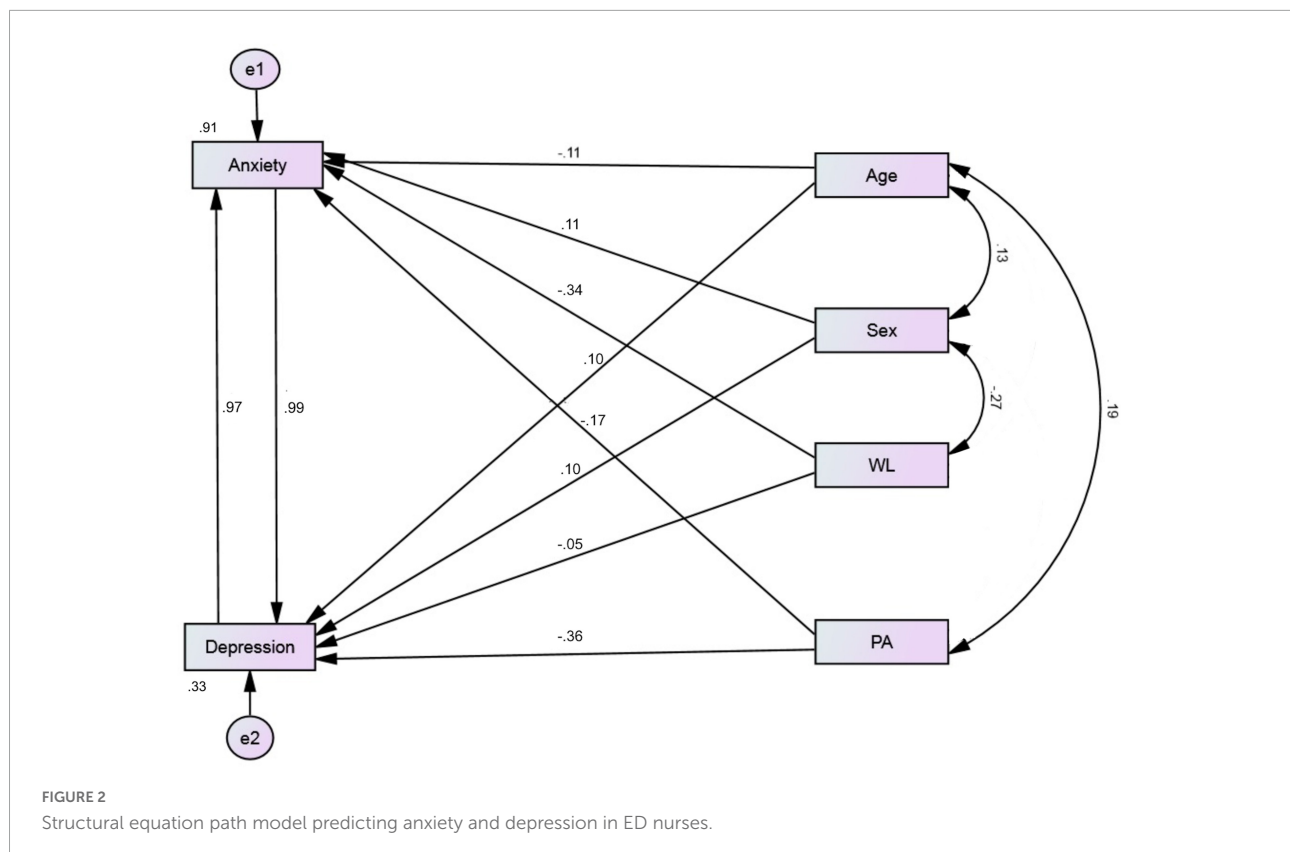 e1
.91
Anxiety
-.11
Age
.11
.13
-.34
Sex
.10
.19
.97
.99
-.17
-.27
.10
WL
-.05
Depression
-.36
PA
.33
e2
FIGURE 2
Structural equation path model predicting anxiety and depression in ED nurses.